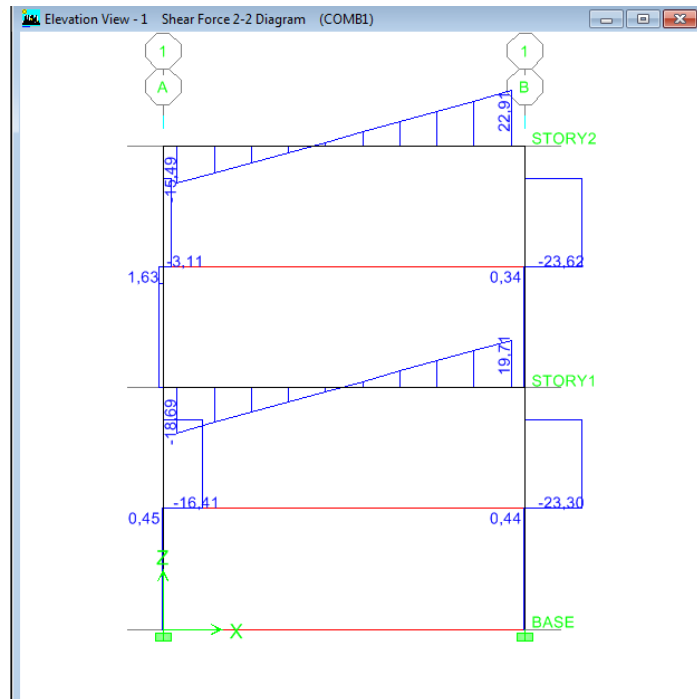 Elevation View - 1 Shear Force 2-2 Diagram (COMB1)
1 1
A B
22,91
STORY2
-15,49
-3,11 -23,62
1,63 0,34
19,71
STORY1
-18,69
-16,41 -23,30
0,45 0,44
Z
X
BASE